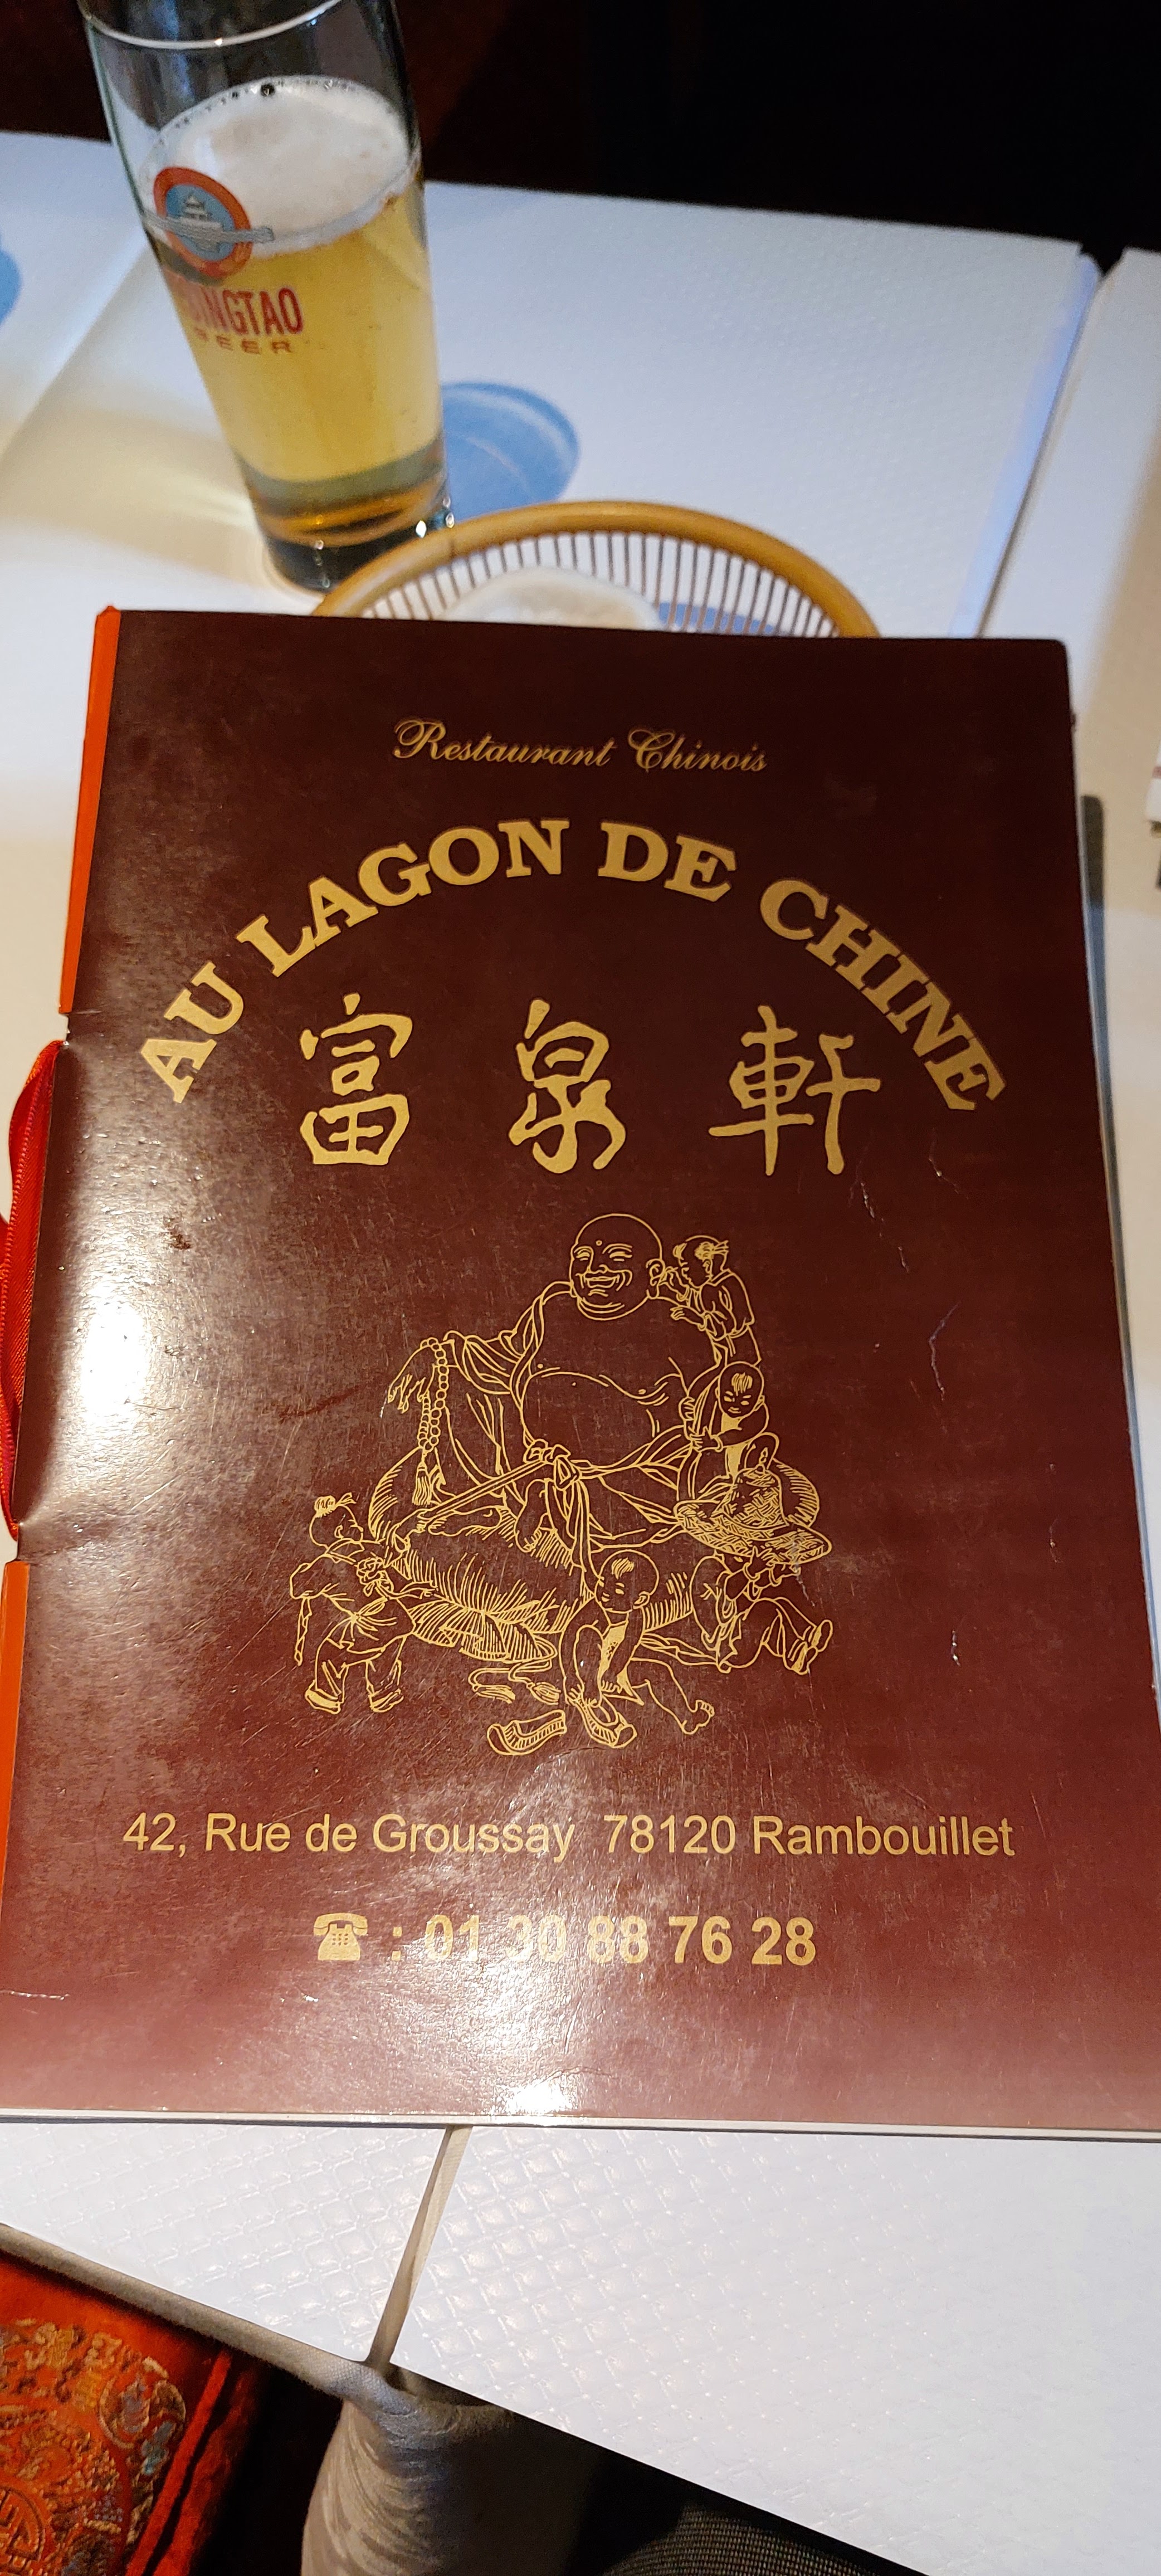 TSINGTAO
BEER
Restaurant Chinois
AU LAGON DE CHINE
富泉軒
42, Rue de Groussay 78120 Rambouillet
☎ : 01 30 88 76 28